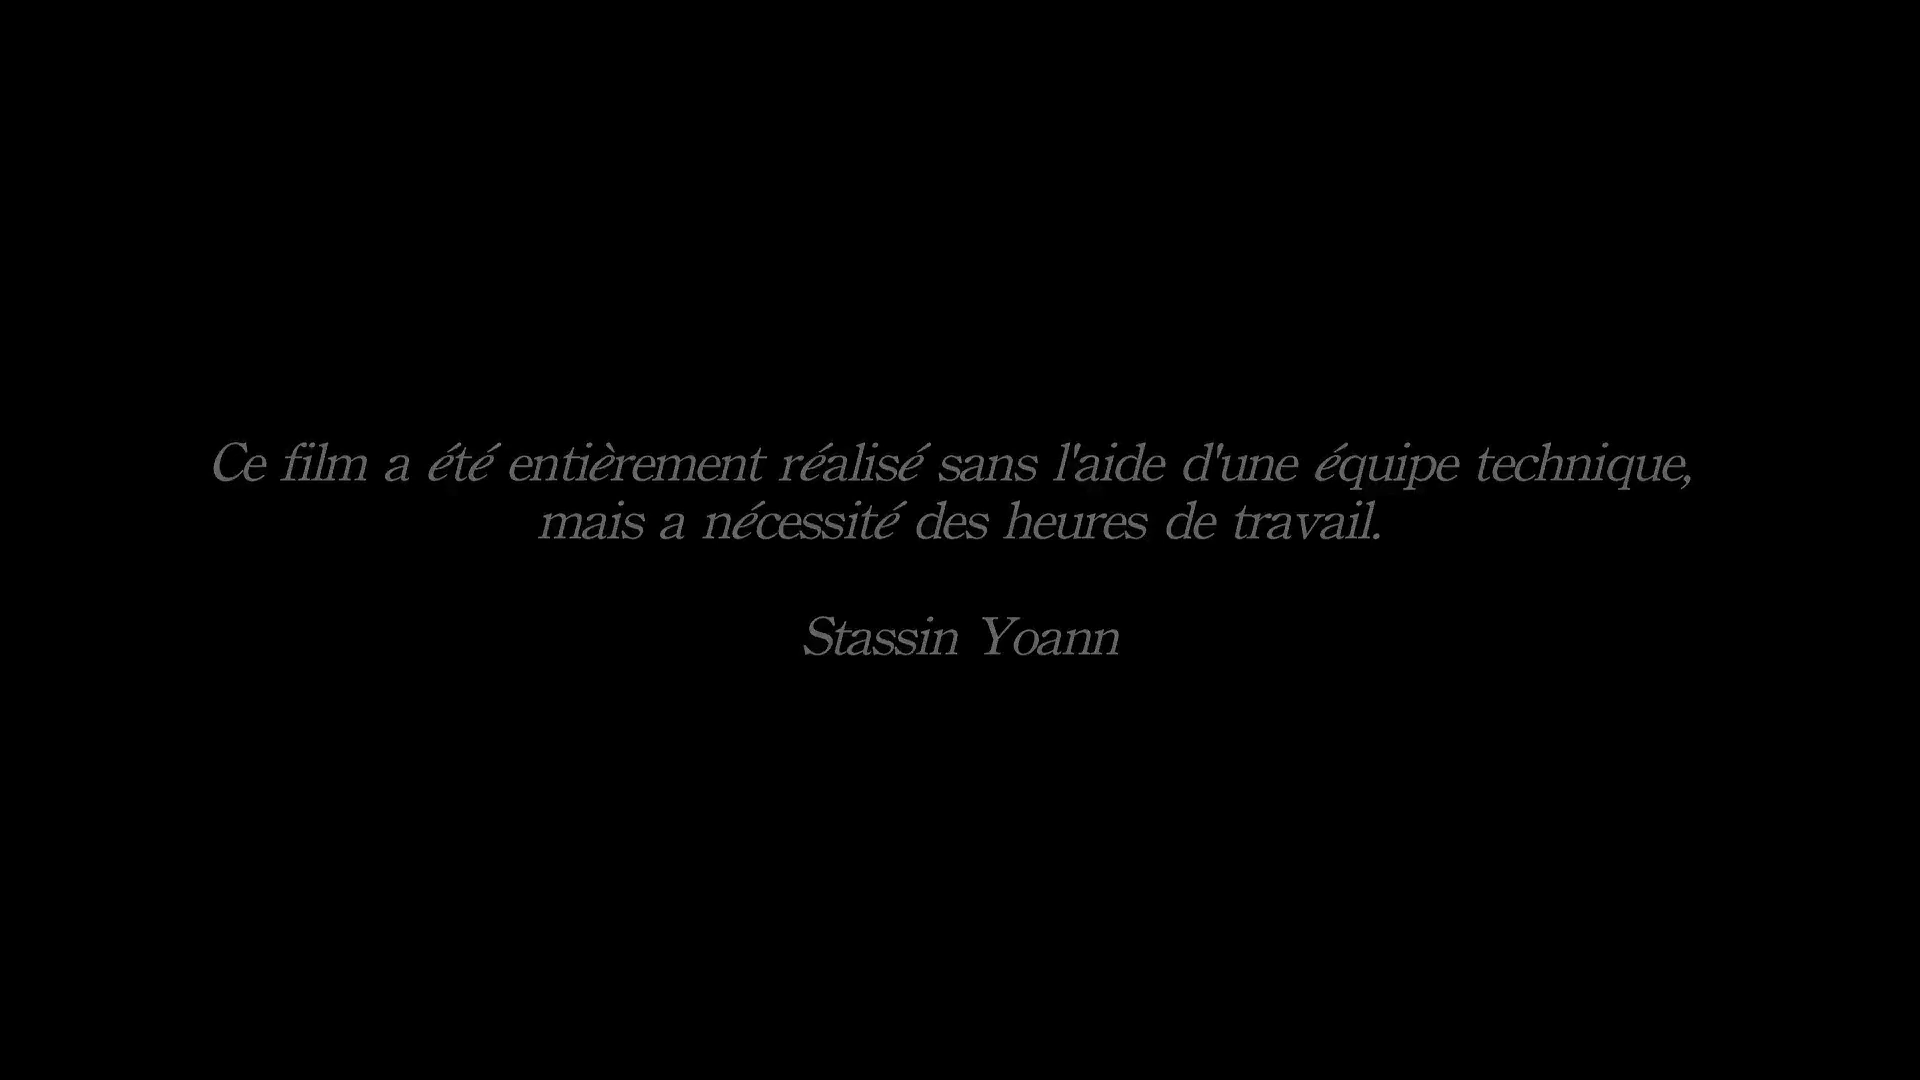 Ce film a été entièrement réalisé sans l'aide d'une équipe technique,
mais a nécessité des heures de travail.
Stassin Yoann